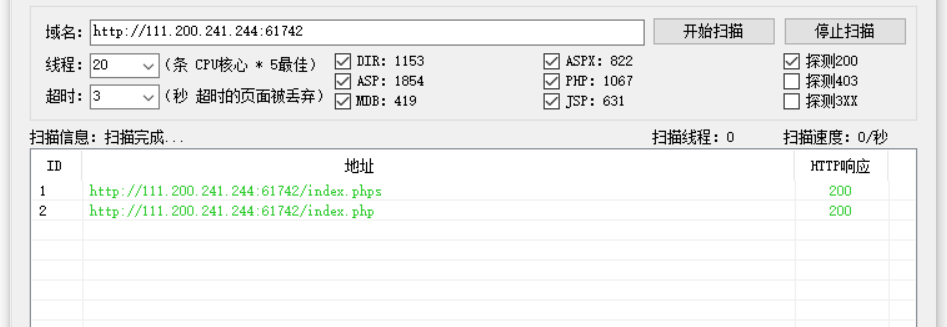 域名: http://111.200.241.244:61742 开始扫描 停止扫描
线程: 20 (条 CPU核心 * 5最佳) DIR: 1153 ASPX: 822 探测200
超时: 3 (秒 超时的页面被丢弃) ASP: 1854 PHP: 1067 探测403
MDB: 419 JSP: 631 探测3XX
扫描信息: 扫描完成... 扫描线程: 0 扫描速度: 0/秒
ID 地址 HTTP响应
1 http://111.200.241.244:61742/index.phps 200
2 http://111.200.241.244:61742/index.php 200